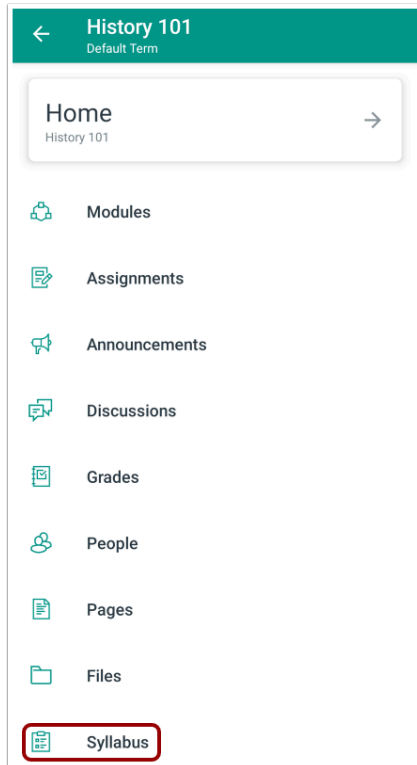 History 101
Default Term
Home
History 101
Modules
Assignments
Announcements
Discussions
Grades
People
Pages
Files
Syllabus